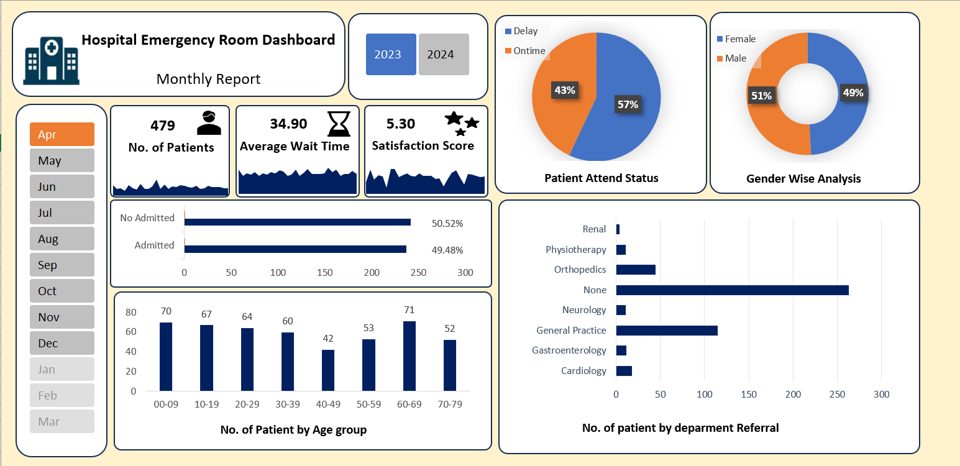 Hospital Emergency Room Dashboard
Monthly Report
2023
2024
Apr
May
Jun
Jul
Aug
Sep
Oct
Nov
Dec
Jan
Feb
Mar
479
No. of Patients
34.90
Average Wait Time
5.30
Satisfaction Score
Delay
Ontime
43%
57%
Patient Attend Status
Female
Male
51%
49%
Gender Wise Analysis
No Admitted
50.52%
Admitted
49.48%
0 50 100 150 200 250 300
80
60
40
20
0
70 67 64 60 42 53 71 52
00-09 10-19 20-29 30-39 40-49 50-59 60-69 70-79
No. of Patient by Age group
Renal
Physiotherapy
Orthopedics
None
Neurology
General Practice
Gastroenterology
Cardiology
0 50 100 150 200 250 300
No. of patient by deparment Referral